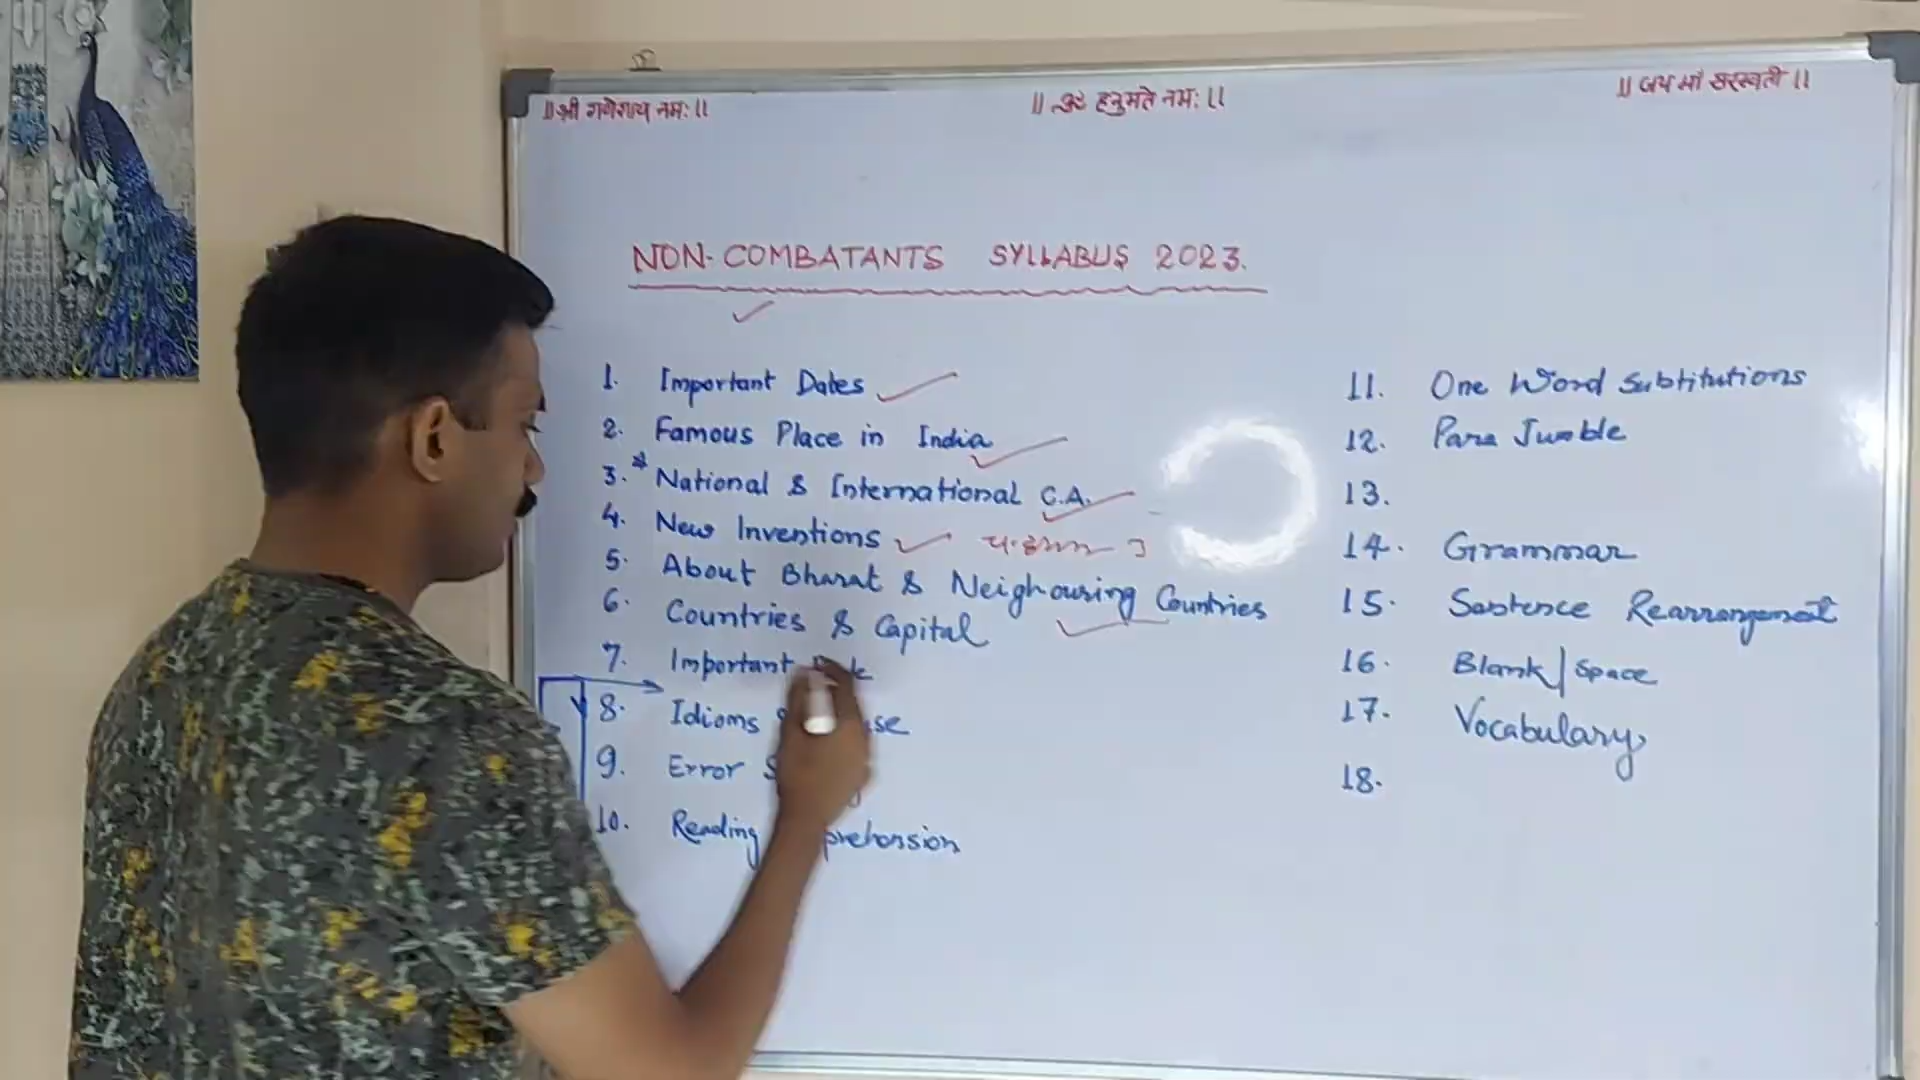 ॥ श्री गणेशाय नमः ॥
॥ ॐ हनुमते नमः ॥
॥ जय माँ सरस्वती ॥
NON-COMBATANTS SYLLABUS 2023.
1. Important Dates
2. Famous Place in India
3. * National & International C.A.
4. New Inventions
5. About Bharat & Neighouring Countries
6. Countries & Capital
7. Important
8. Idioms
9. Error
10. Reading
11. One Word Subtitutions
12. Para Jumble
13.
14. Grammar
15. Sentence Rearrangement
16. Blank/Space
17. Vocabulary
18.